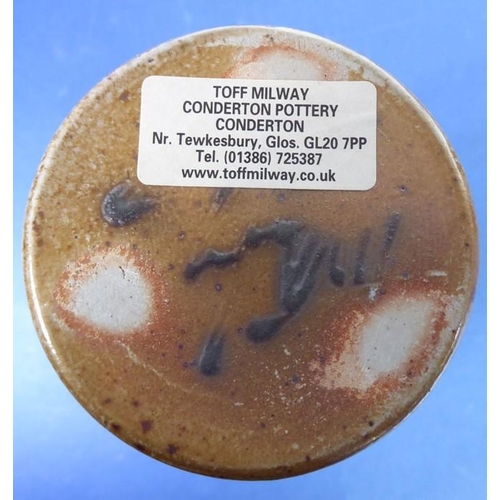 TOFF MILWAY
CONDERTON POTTERY
CONDERTON
Nr. Tewkesbury, Glos. GL20 7PP
Tel. (01386) 725387
www.toffmilway.co.uk